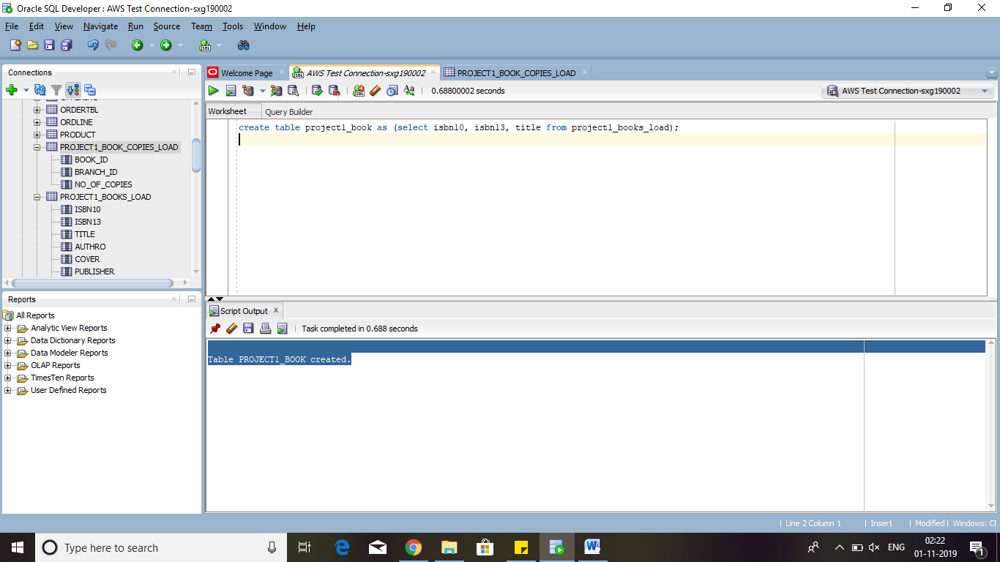 Oracle SQL Developer : AWS Test Connection-sxg190002
File Edit View Navigate Run Source Team Tools Window Help
Connections
ORDERTBL
ORDLINE
PRODUCT
PROJECT1_BOOK_COPIES_LOAD
BOOK_ID
BRANCH_ID
NO_OF_COPIES
PROJECT1_BOOKS_LOAD
ISBN10
ISBN13
TITLE
AUTHRO
COVER
PUBLISHER
Reports
All Reports
Analytic View Reports
Data Dictionary Reports
Data Modeler Reports
OLAP Reports
TimesTen Reports
User Defined Reports
Welcome Page
AWS Test Connection-sxg190002
PROJECT1_BOOK_COPIES_LOAD
0.68800002 seconds
AWS Test Connection-sxg190002
Worksheet
Query Builder
create table project1_book as (select isbn10, isbn13, title from project1_books_load);
Script Output
Task completed in 0.688 seconds
Table PROJECT1_BOOK created.
Line 2 Column 1
Insert
Modified
Windows:
Type here to search
ENG
02:22
01-11-2019
1